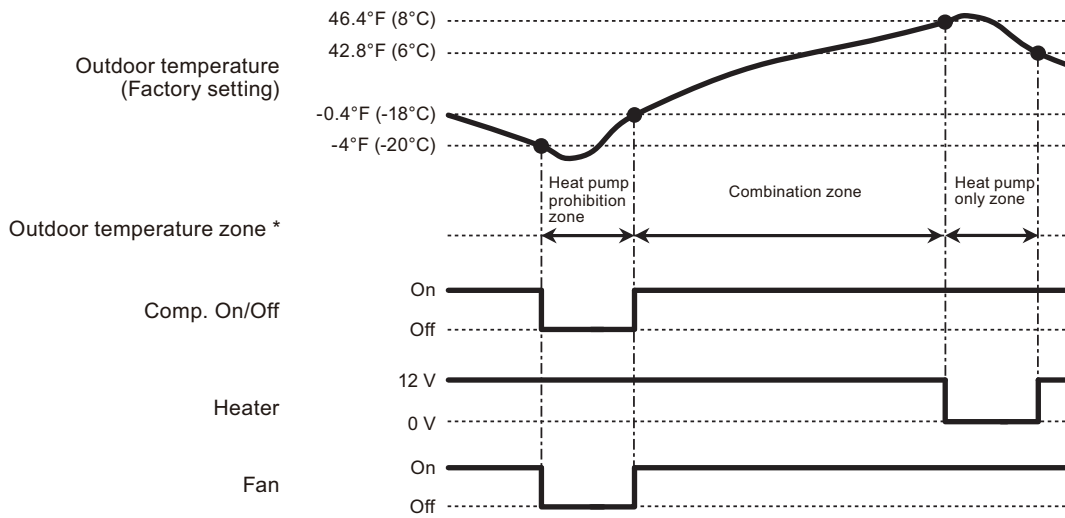 46.4°F (8°C)
42.8°F (6°C)
Outdoor temperature
(Factory setting)
-0.4°F (-18°C)
-4°F (-20°C)
Heat pump
prohibition
zone
Combination zone
Heat pump
only zone
Outdoor temperature zone *
Comp. On/Off
On
Off
Heater
12 V
0 V
Fan
On
Off